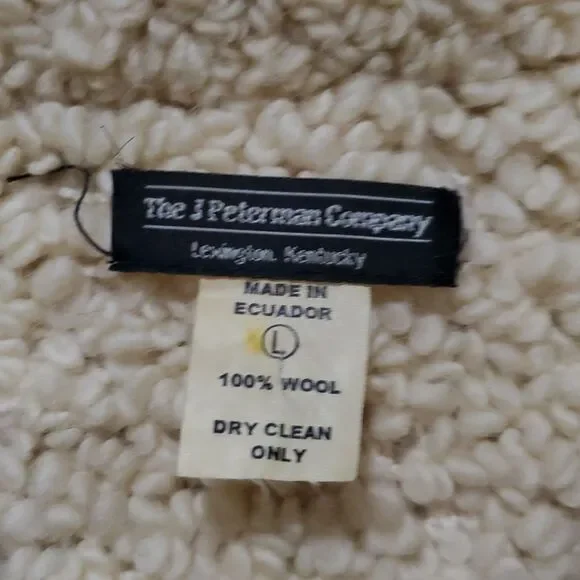 The J Peterman Company
Lexington, Kentucky
MADE IN
ECUADOR
L
100% WOOL
DRY CLEAN
ONLY